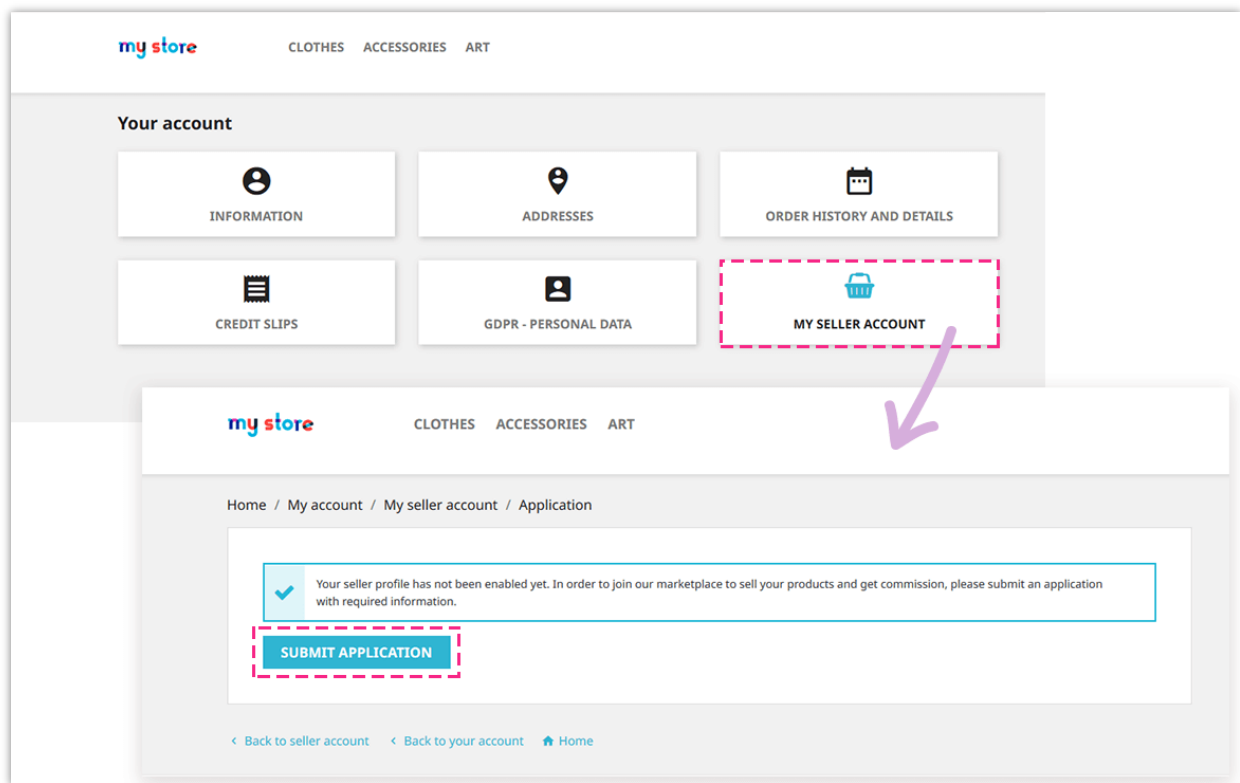 my store CLOTHES ACCESSORIES ART
Your account
INFORMATION ADDRESSES ORDER HISTORY AND DETAILS
CREDIT SLIPS GDPR - PERSONAL DATA MY SELLER ACCOUNT
my store CLOTHES ACCESSORIES ART
Home / My account / My seller account / Application
Your seller profile has not been enabled yet. In order to join our marketplace to sell your products and get commission, please submit an application
with required information.
SUBMIT APPLICATION
Back to seller account Back to your account Home